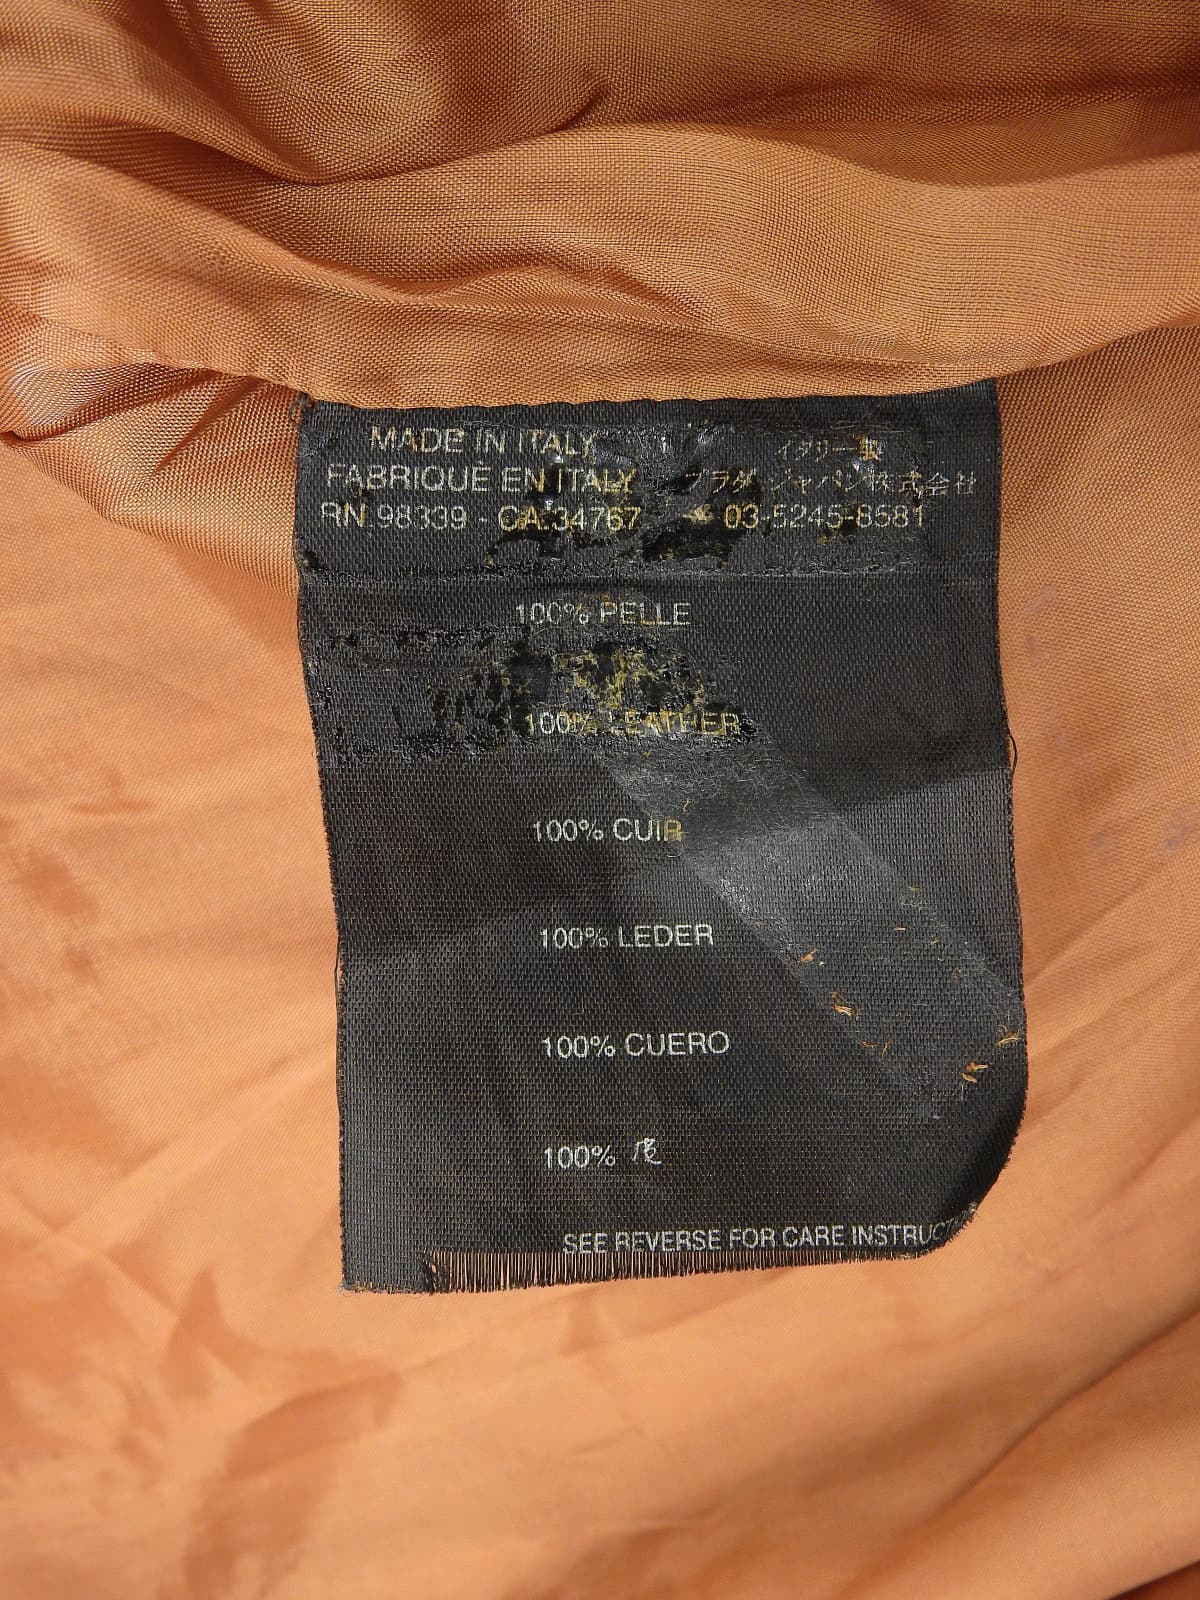 MADE IN ITALY イタリー製
FABRIQUÉ EN ITALY プラダ ジャパン株式会社
RN 98339 - CA 34767 03-5245-8581
100% PELLE
100% LEATHER
100% CUIR
100% LEDER
100% CUERO
100% 皮
SEE REVERSE FOR CARE